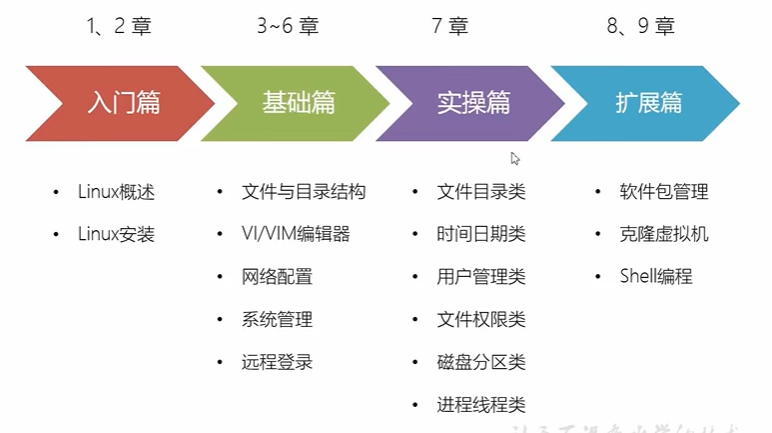 1、2 章
3~6 章
7 章
8、9 章
入门篇
基础篇
实操篇
扩展篇
• Linux概述
• Linux安装
• 文件与目录结构
• VI/VIM编辑器
• 网络配置
• 系统管理
• 远程登录
• 文件目录类
• 时间日期类
• 用户管理类
• 文件权限类
• 磁盘分区类
• 进程线程类
• 软件包管理
• 克隆虚拟机
• Shell编程